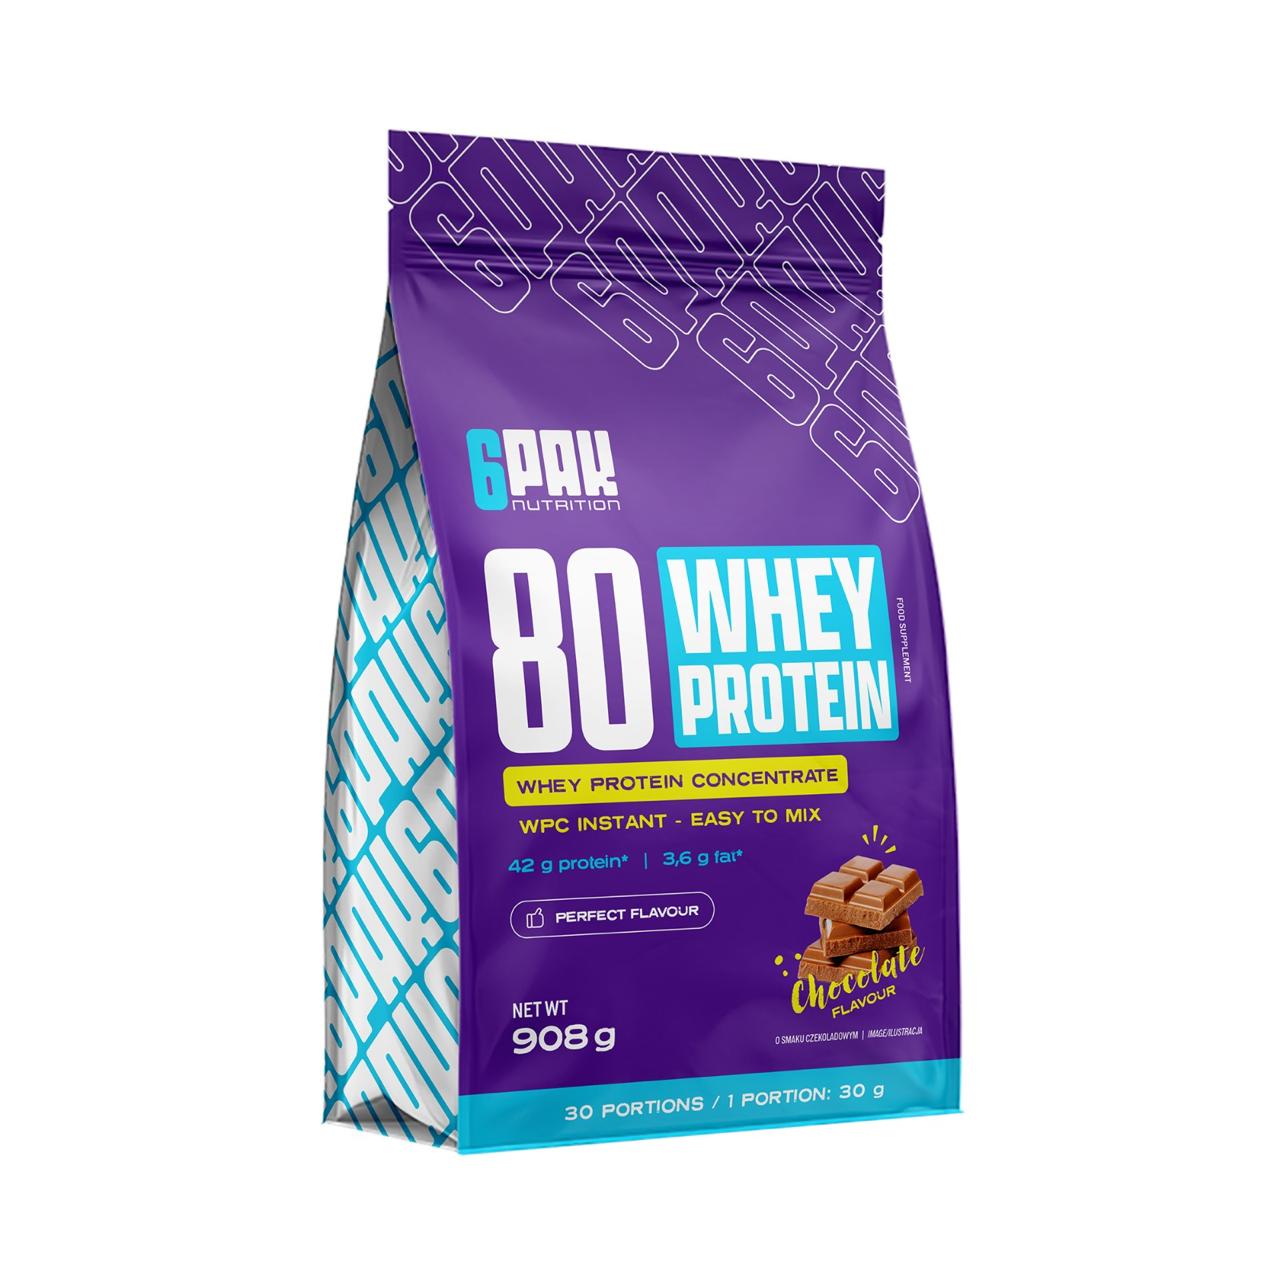 6PAK
NUTRITION
80
WHEY
PROTEIN
FOOD SUPPLEMENT
WHEY PROTEIN CONCENTRATE
WPC INSTANT - EASY TO MIX
42 g protein* | 3,6 g fat*
PERFECT FLAVOUR
Chocolate
FLAVOUR
O SMAKU CZEKOLADOWYM | IMAGE/ILUSTRACJA
NET WT
908 g
30 PORTIONS / 1 PORTION: 30 g